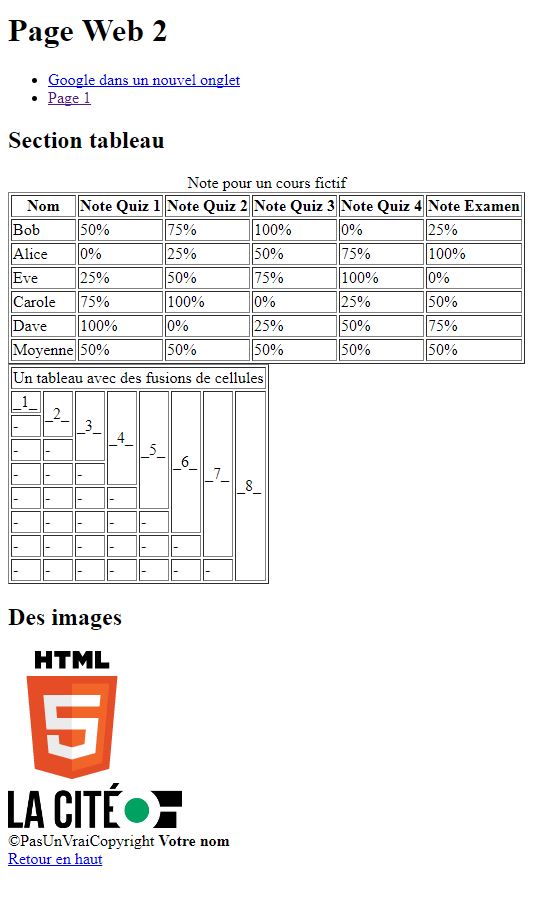 Page Web 2
Google dans un nouvel onglet
Page 1
Section tableau
Note pour un cours fictif
Nom Note Quiz 1 Note Quiz 2 Note Quiz 3 Note Quiz 4 Note Examen
Bob 50% 75% 100% 0% 25%
Alice 0% 25% 50% 75% 100%
Eve 25% 50% 75% 100% 0%
Carole 75% 100% 0% 25% 50%
Dave 100% 0% 25% 50% 75%
Moyenne 50% 50% 50% 50% 50%
Un tableau avec des fusions de cellules
_1_ _2_ _3_ _4_ _5_ _6_ _7_ _8_
-
- -
- - -
- - - -
- - - - -
- - - - - -
- - - - - - -
Des images
HTML
5
LA CITÉ
©PasUnVraiCopyright Votre nom
Retour en haut